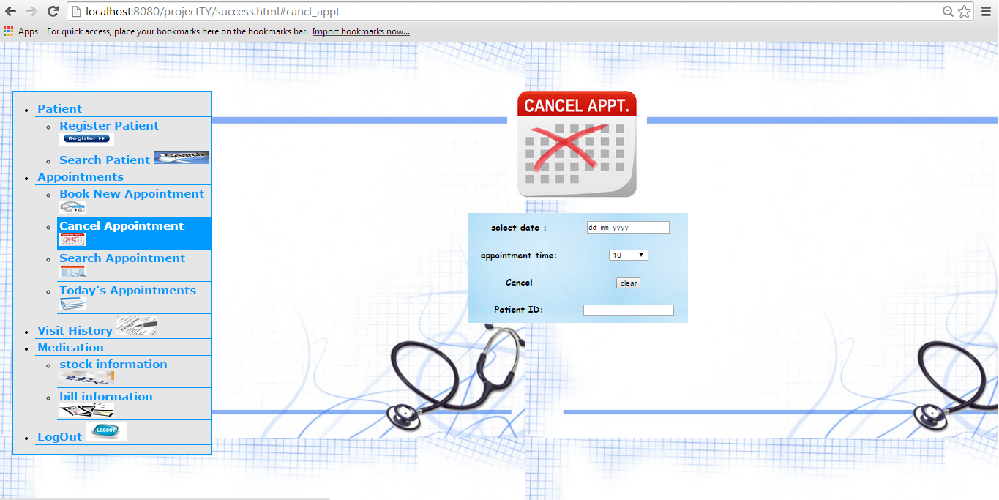 localhost:8080/projectTY/success.html#cancl_appt
Apps For quick access, place your bookmarks here on the bookmarks bar. Import bookmarks now...
Patient
Register Patient
Register
Search Patient
Search
Appointments
Book New Appointment
15
Cancel Appointment
CANCEL APPT.
Search Appointment
Today's Appointments
Visit History
Medication
stock information
bill information
LogOut
LOGOUT
CANCEL APPT.
select date :
dd-mm-yyyy
appointment time:
10
Cancel
clear
Patient ID: